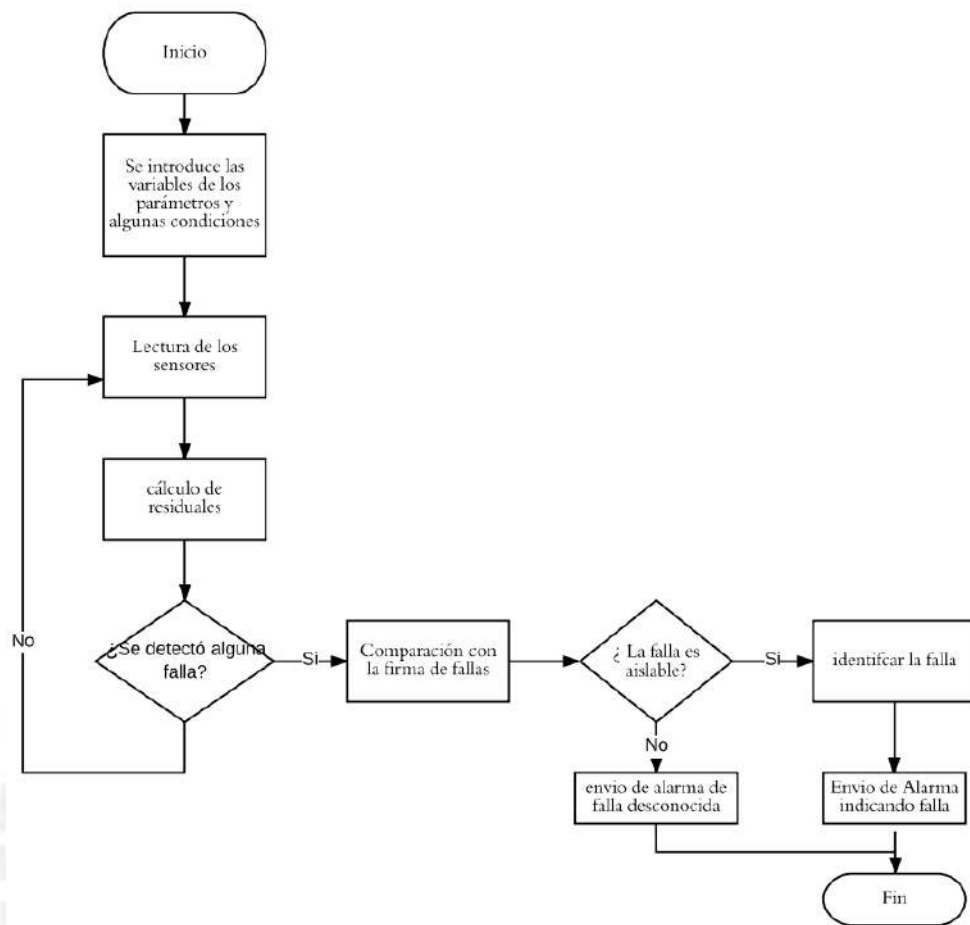 Inicio
Se introduce las
variables de los
parámetros y
algunas condiciones
Lectura de los
sensores
cálculo de
residuales
¿Se detectó alguna
falla?
No
Si
Comparación con
la firma de fallas
¿ La falla es
aislable?
Si
identifcar la falla
No
envio de alarma de
falla desconocida
Envio de Alarma
indicando falla
Fin